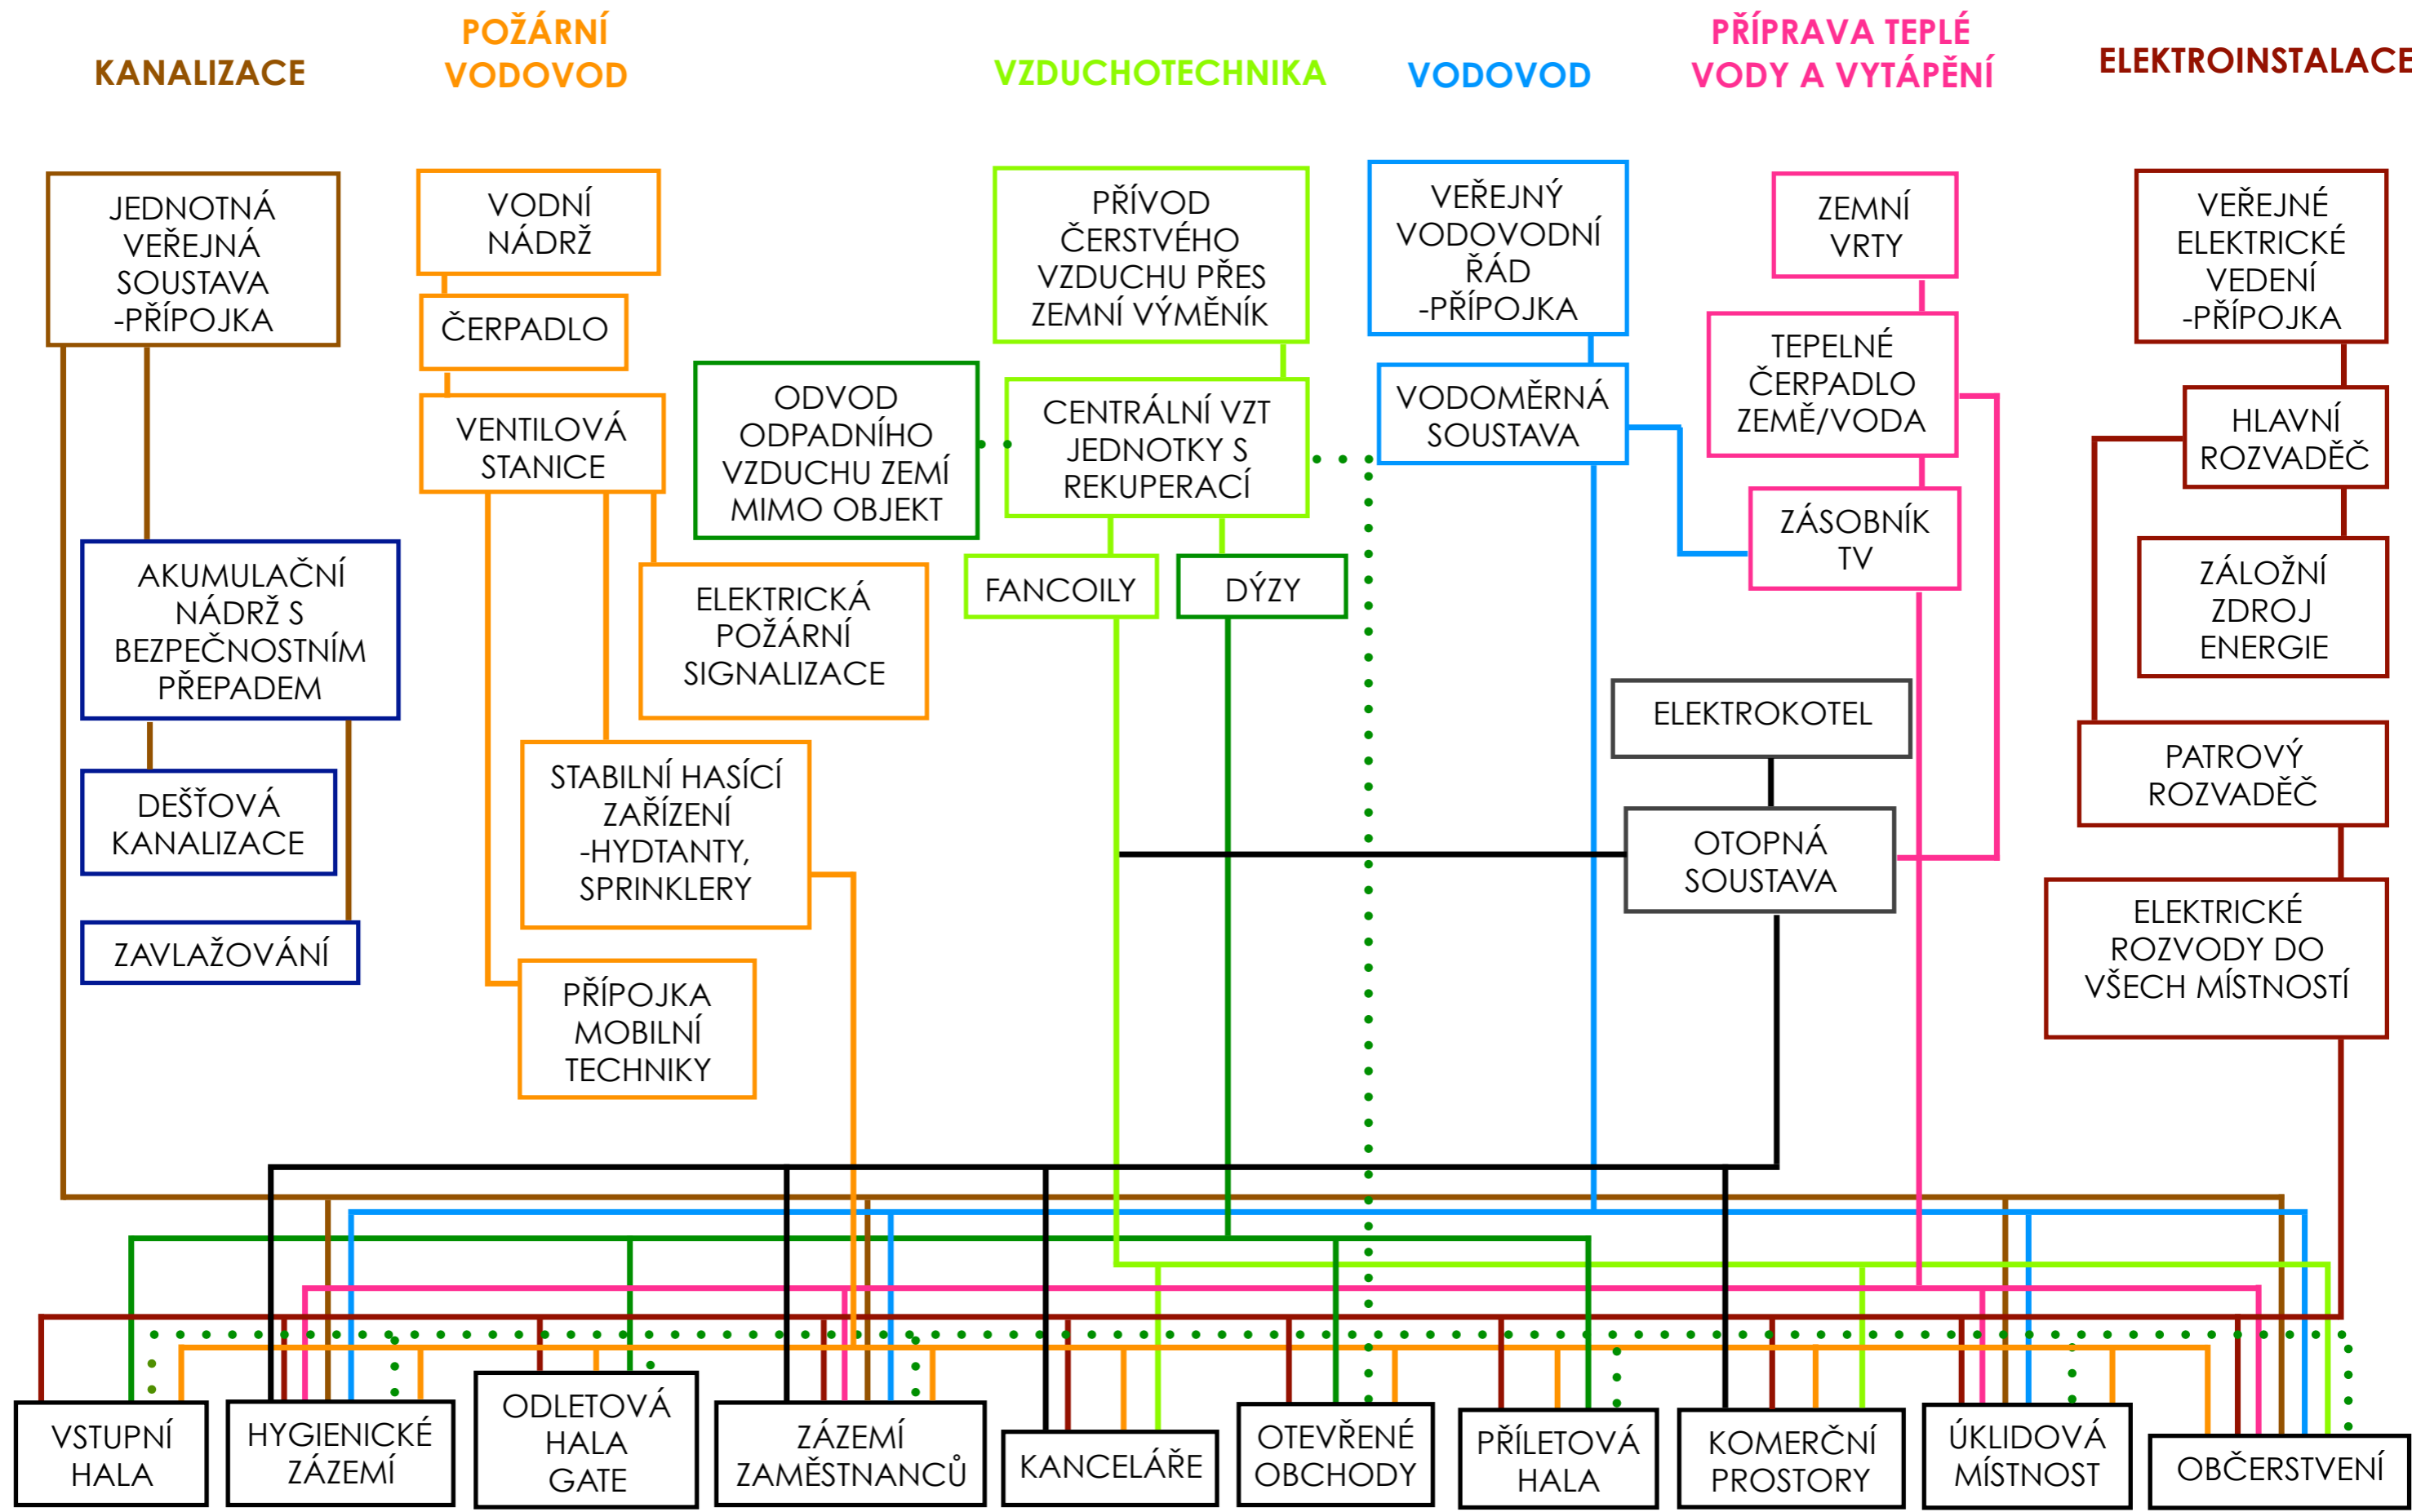 KANALIZACE
POŽÁRNÍ
VODOVOD
VZDUCHOTECHNIKA
VODOVOD
PŘÍPRAVA TEPLÉ
VODY A VYTÁPĚNÍ
ELEKTROINSTALACE
JEDNOTNÁ
VEŘEJNÁ
SOUSTAVA
-PŘÍPOJKA
VODNÍ
NÁDRŽ
ČERPADLO
VENTILOVÁ
STANICE
PŘÍVOD
ČERSTVÉHO
VZDUCHU PŘES
ZEMNÍ VÝMĚNÍK
VEŘEJNÝ
VODOVODNÍ
ŘÁD
-PŘÍPOJKA
ZEMNÍ
VRTY
VEŘEJNÉ
ELEKTRICKÉ
VEDENÍ
-PŘÍPOJKA
ODVOD
ODPADNÍHO
VZDUCHU ZEMÍ
MIMO OBJEKT
CENTRÁLNÍ VZT
JEDNOTKY S
REKUPERACÍ
VODOMĚRNÁ
SOUSTAVA
TEPELNÉ
ČERPADLO
ZEMĚ/VODA
HLAVNÍ
ROZVADĚČ
ZÁSOBNÍK
TV
AKUMULAČNÍ
NÁDRŽ S
BEZPEČNOSTNÍM
PŘEPADEM
ELEKTRICKÁ
POŽÁRNÍ
SIGNALIZACE
FANCOILY
DÝZY
ZÁLOŽNÍ
ZDROJ
ENERGIE
ELEKTROKOTEL
DEŠŤOVÁ
KANALIZACE
STABILNÍ HASÍCÍ
ZAŘÍZENÍ
-HYDTANTY,
SPRINKLERY
OTOPNÁ
SOUSTAVA
PATROVÝ
ROZVADĚČ
ZAVLAŽOVÁNÍ
PŘÍPOJKA
MOBILNÍ
TECHNIKY
ELEKTRICKÉ
ROZVODY DO
VŠECH MÍSTNOSTÍ
VSTUPNÍ
HALA
HYGIENICKÉ
ZÁZEMÍ
ODLETOVÁ
HALA
GATE
ZÁZEMÍ
ZAMĚSTNANCŮ
KANCELÁŘE
OTEVŘENÉ
OBCHODY
PŘÍLETOVÁ
HALA
KOMERČNÍ
PROSTORY
ÚKLIDOVÁ
MÍSTNOST
OBČERSTVENÍ